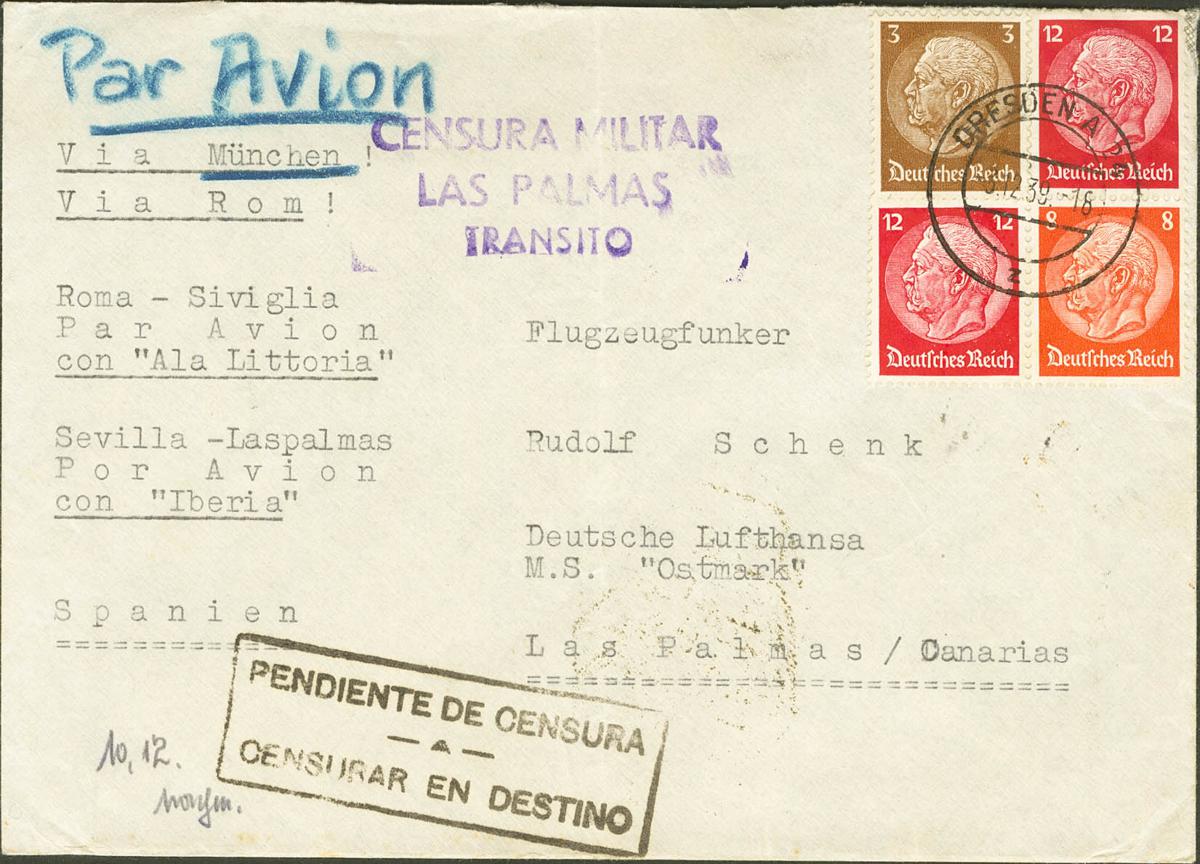 Par Avion
Via München!
Via Rom!
CENSURA MILITAR
LAS PALMAS
TRANSITO
3 3
Deutsches Reich
12 12
Deutsches Reich
12 12
Deutsches Reich
8
Deutsches Reich
DRESDEN A
12.39.-18
z
Roma - Siviglia
Par Avion
con "Ala Littoria"
Sevilla -Laspalmas
Por Avion
con "Iberia"
Spanien
Flugzeugfunker
Rudolf Schenk
Deutsche Lufthansa
M.S. "Ostmark"
Las Palmas / Canarias
PENDIENTE DE CENSURA
— A —
CENSURAR EN DESTINO
10,12.